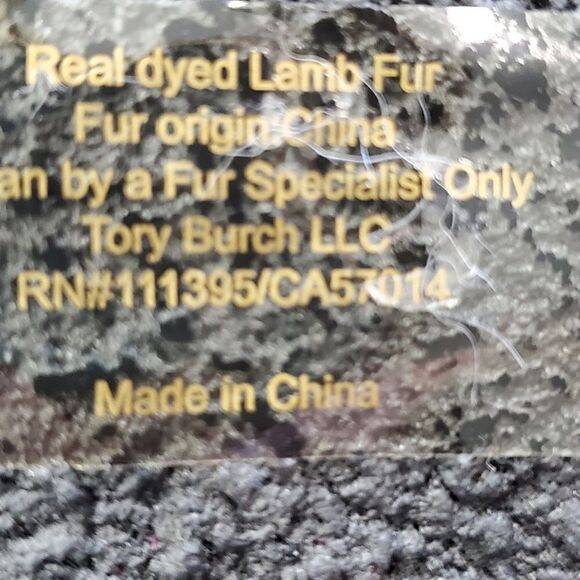 Real dyed Lamb Fur
Fur origin China
an by a Fur Specialist Only
Tory Burch LLC
RN#111395/CA57014
Made in China